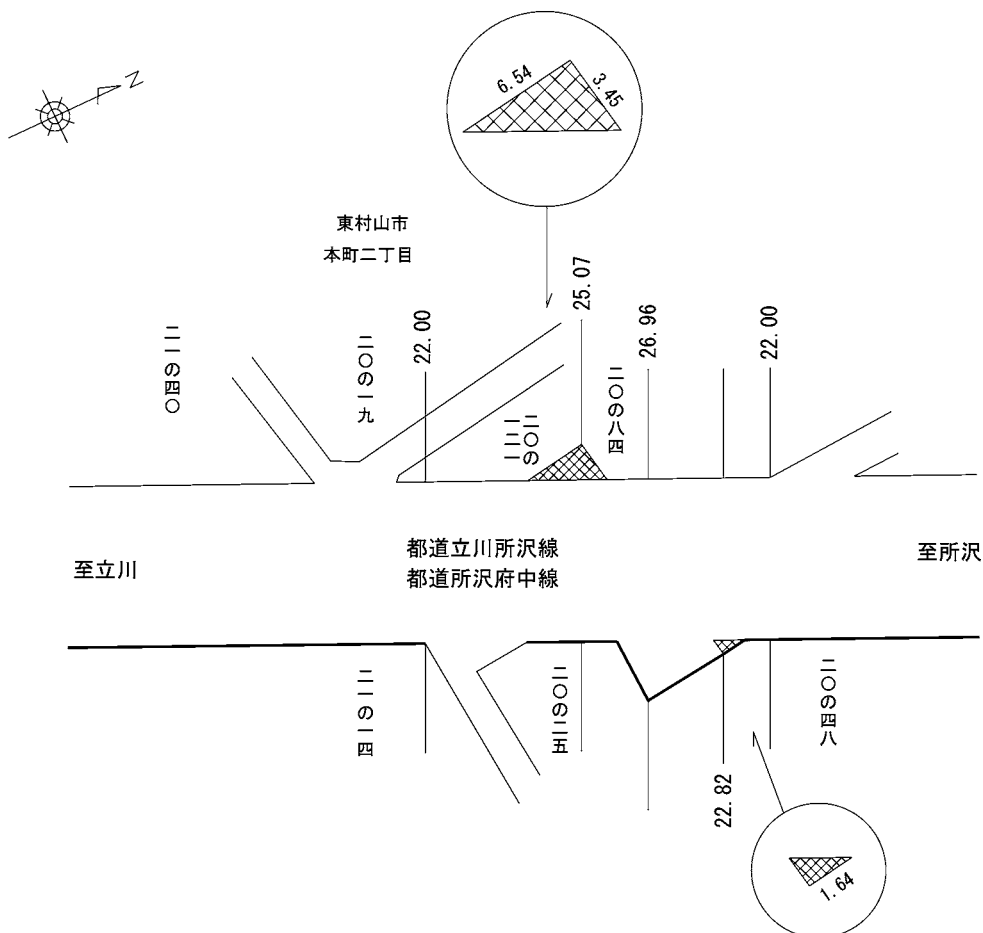 6.54
3.45
N
東村山市
本町二丁目
二一の四〇
二〇の一九
22.00
二〇の
一二一
25.07
二〇の八四
26.96
22.00
都道立川所沢線
都道所沢府中線
至立川
至所沢
二一の一四
二〇の二五
22.82
二〇の四八
1.64